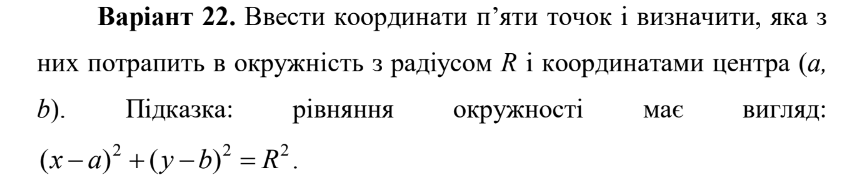 Варіант 22. Ввести координати п’яти точок і визначити, яка з
них потрапить в окружність з радіусом R і координатами центра (a,
b). Підказка: рівняння окружності має вигляд:
(x − a)² + (y − b)² = R².